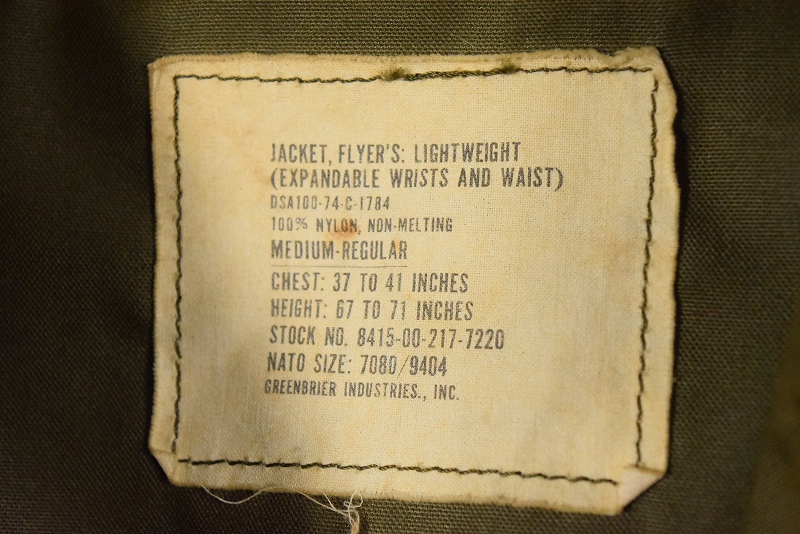 JACKET, FLYER'S: LIGHTWEIGHT
(EXPANDABLE WRISTS AND WAIST)
DSA100-74-C-1784
100% NYLON, NON-MELTING
MEDIUM-REGULAR
CHEST: 37 TO 41 INCHES
HEIGHT: 67 TO 71 INCHES
STOCK NO. 8415-00-217-7220
NATO SIZE: 7080/9404
GREENBRIER INDUSTRIES., INC.